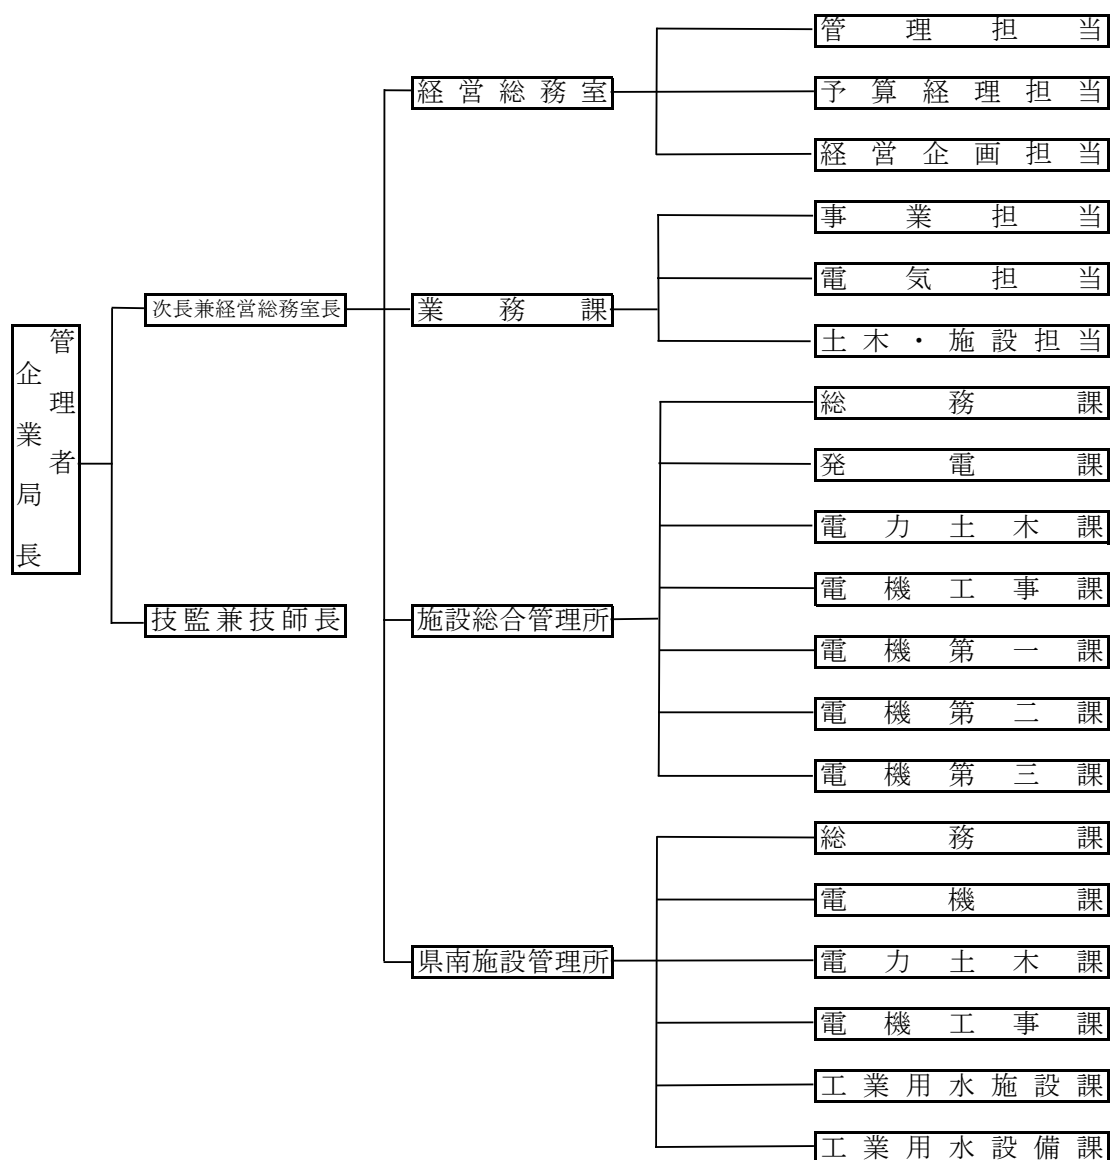 管理者
企業局長
次長兼経営総務室長
技監兼技師長
経営総務室
業務課
施設総合管理所
県南施設管理所
管理担当
予算経理担当
経営企画担当
事業担当
電気担当
土木・施設担当
総務課
発電課
電力土木課
電機工事課
電機第一課
電機第二課
電機第三課
総務課
電機課
電力土木課
電機工事課
工業用水施設課
工業用水設備課